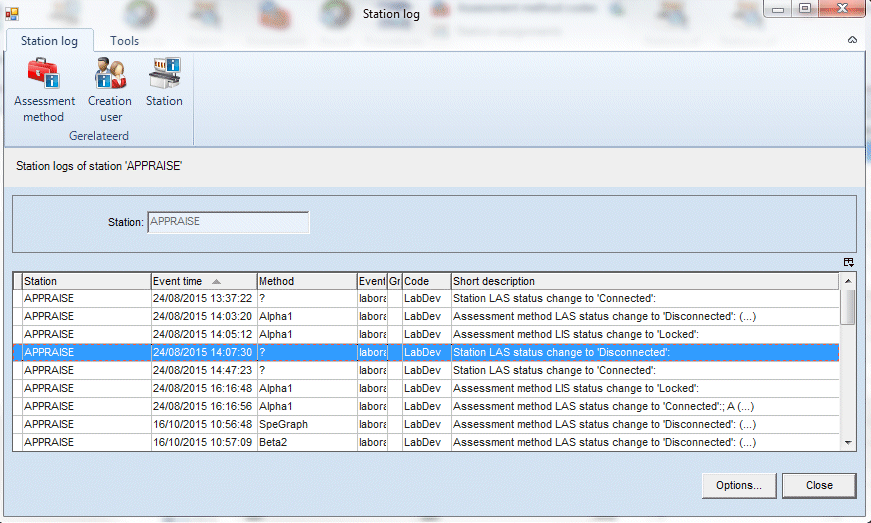 Station log
Station log Tools
Assessment method Creation user Station
Gerelateerd
Station logs of station 'APPRAISE'
Station: APPRAISE
Station Event time Method Event Gr Code Short description
APPRAISE 24/08/2015 13:37:22 ? labora LabDev Station LAS status change to 'Connected':
APPRAISE 24/08/2015 14:03:20 Alpha1 labora LabDev Assessment method LAS status change to 'Disconnected': (...)
APPRAISE 24/08/2015 14:05:12 Alpha1 labora LabDev Assessment method LIS status change to 'Locked':
APPRAISE 24/08/2015 14:07:30 ? labora LabDev Station LAS status change to 'Disconnected':
APPRAISE 24/08/2015 14:47:23 ? labora LabDev Station LAS status change to 'Connected':
APPRAISE 24/08/2015 16:16:48 Alpha1 labora LabDev Assessment method LIS status change to 'Locked':
APPRAISE 24/08/2015 16:16:56 Alpha1 labora LabDev Assessment method LAS status change to 'Connected':; A (...)
APPRAISE 16/10/2015 10:56:48 SpeGraph labora LabDev Assessment method LAS status change to 'Disconnected': (...)
APPRAISE 16/10/2015 10:57:09 Beta2 labora LabDev Assessment method LAS status change to 'Disconnected': (...)
Options... Close